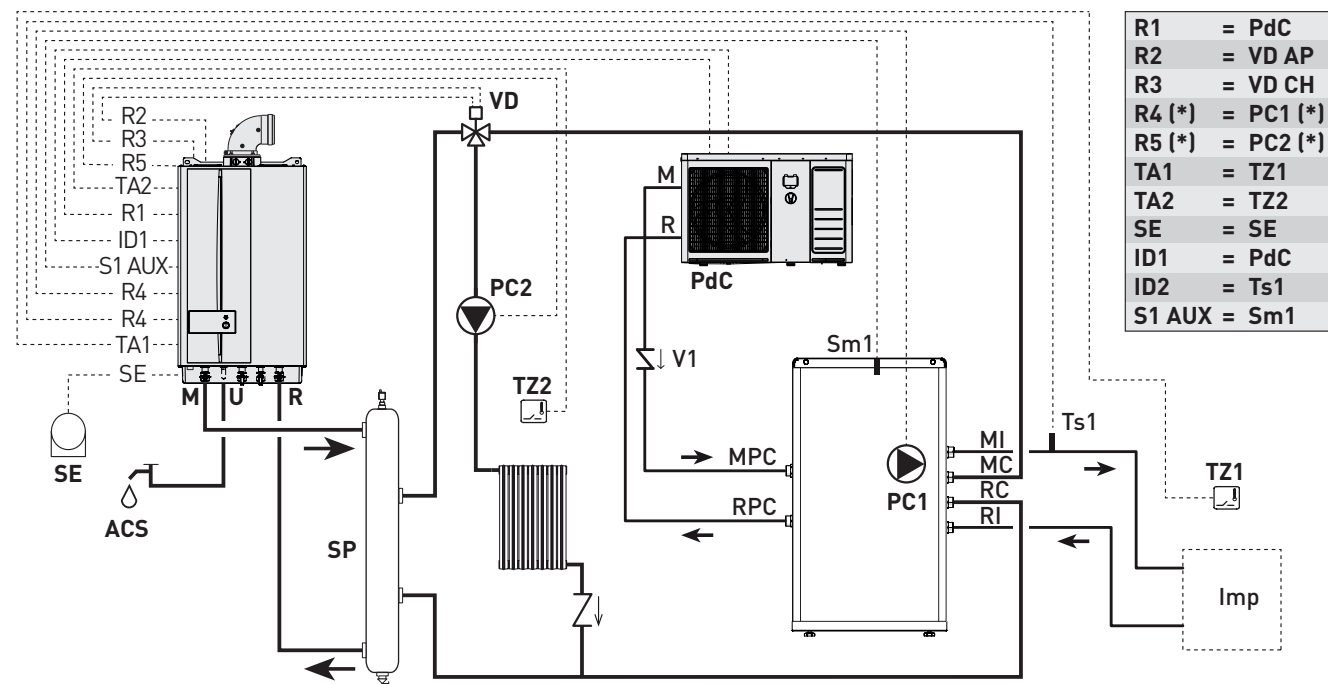 R1 = PdC
R2 = VD AP
R3 = VD CH
R4 (*) = PC1 (*)
R5 (*) = PC2 (*)
TA1 = TZ1
TA2 = TZ2
SE = SE
ID1 = PdC
ID2 = Ts1
S1 AUX = Sm1
VD
R2
R3
R5
TA2
R1
ID1
S1 AUX
R4
R4
TA1
SE
M U R
SE
ACS
SP
PC2
TZ2
M
R
PdC
V1
Sm1
MPC
RPC
PC1
MI
MC
RC
RI
Ts1
TZ1
Imp